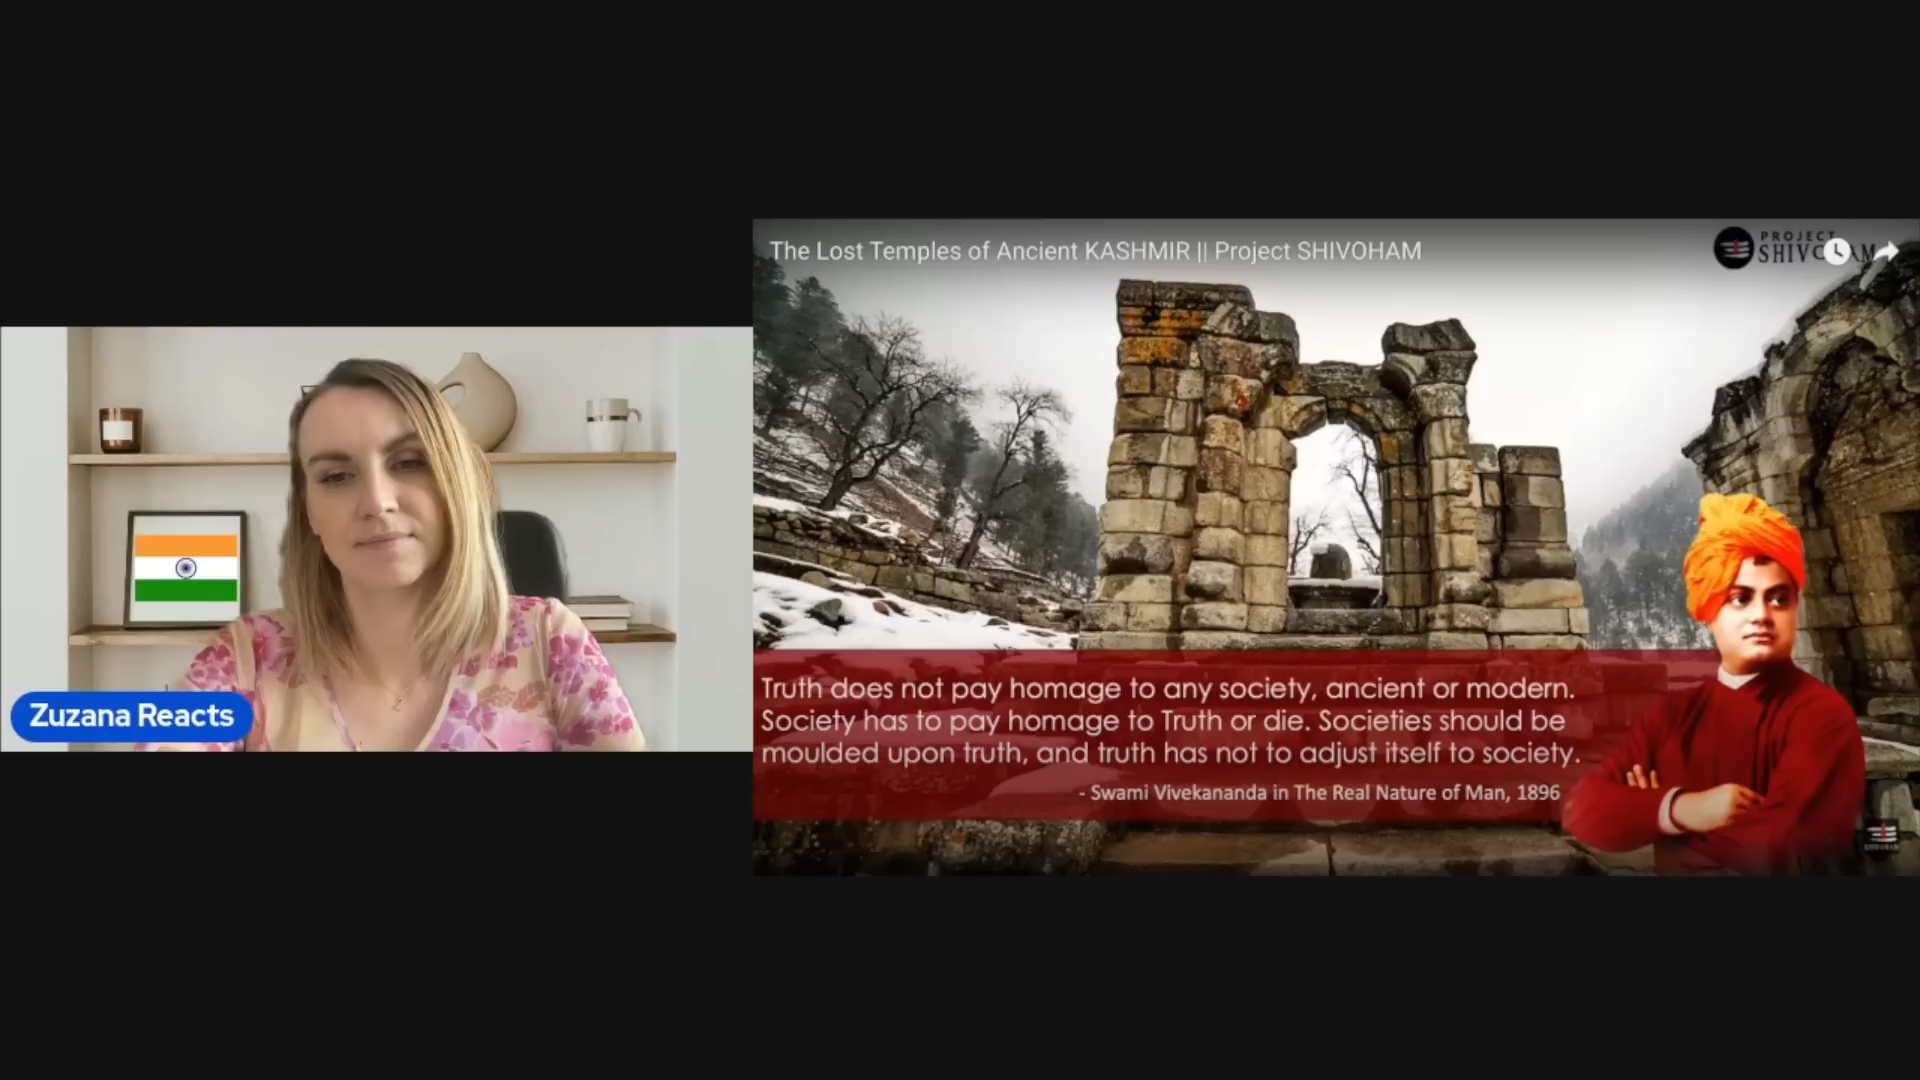 The Lost Temples of Ancient KASHMIR || Project SHIVOHAM
PROJECT
Truth does not pay homage to any society, ancient or modern.
Society has to pay homage to Truth or die. Societies should be
moulded upon truth, and truth has not to adjust itself to society.
- Swami Vivekananda in The Real Nature of Man, 1896
Zuzana Reacts